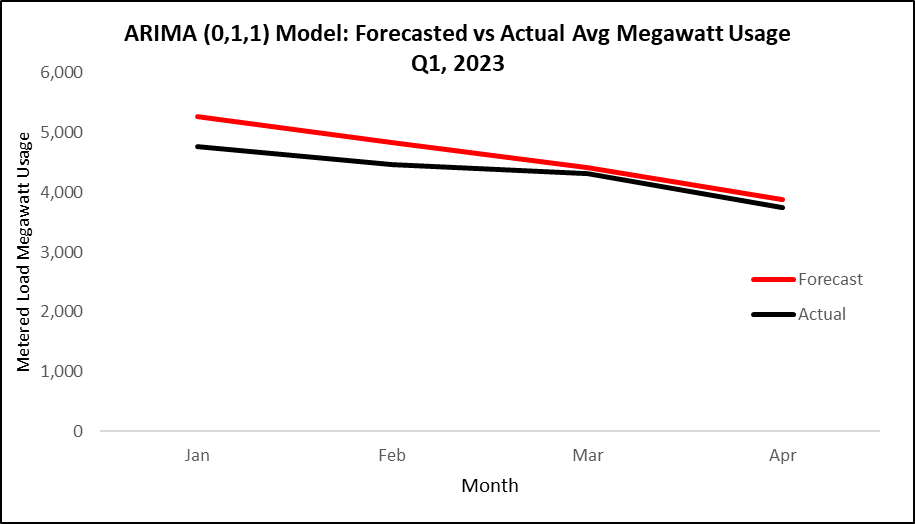 ARIMA (0,1,1) Model: Forecasted vs Actual Avg Megawatt Usage
Q1, 2023
6,000
5,000
4,000
3,000
2,000
1,000
0
Metered Load Megawatt Usage
Forecast
Actual
Jan Feb Mar Apr
Month